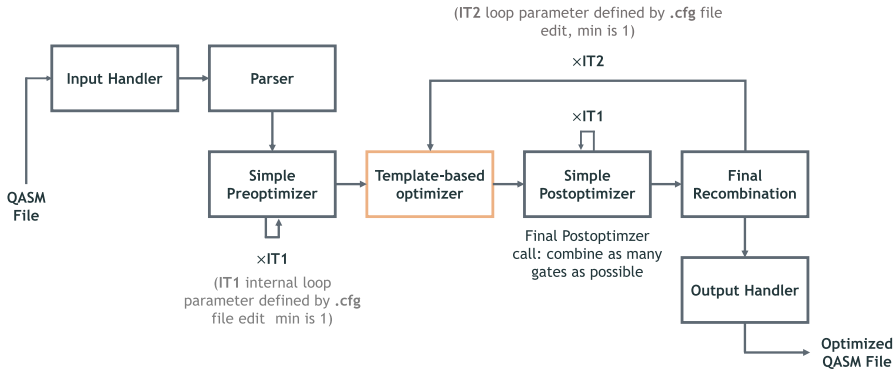 (IT2 loop parameter defined by .cfg file
edit, min is 1)
×IT2
Input Handler
Parser
×IT1
QASM
File
Simple
Preoptimizer
Template-based
optimizer
Simple
Postoptimizer
Final
Recombination
×IT1
(IT1 internal loop
parameter defined by .cfg
file edit  min is 1)
Final Postoptimzer
call: combine as many
gates as possible
Output Handler
Optimized
QASM File